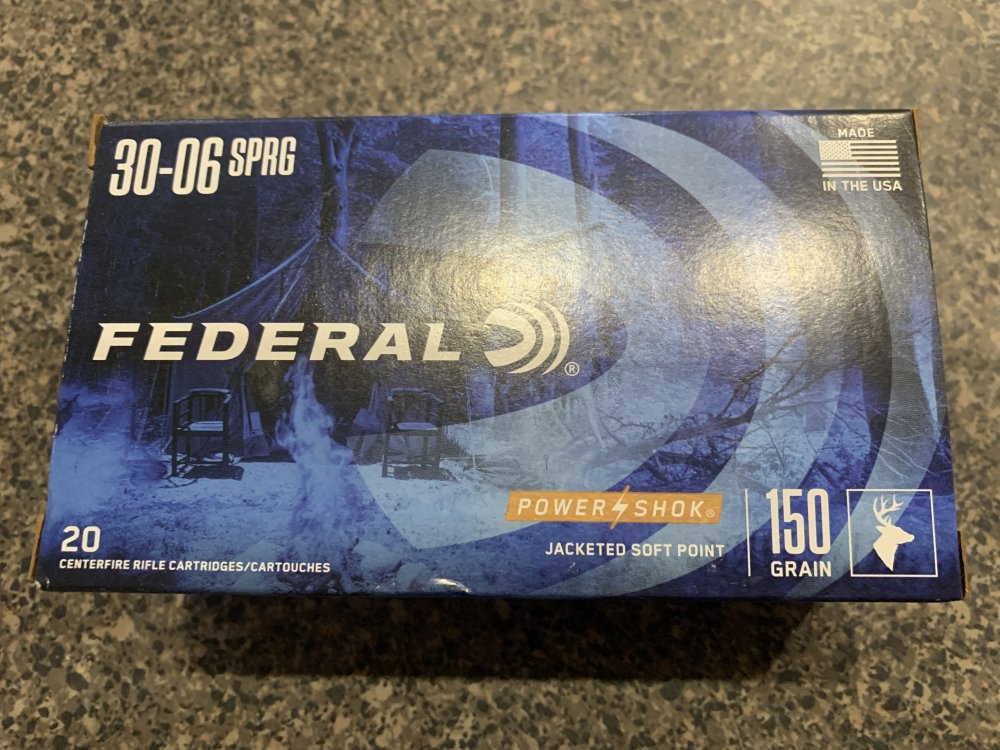 30-06 SPRG
MADE
IN THE USA
FEDERAL ®
POWER SHOK®
JACKETED SOFT POINT
150
GRAIN
20
CENTERFIRE RIFLE CARTRIDGES/CARTOUCHES